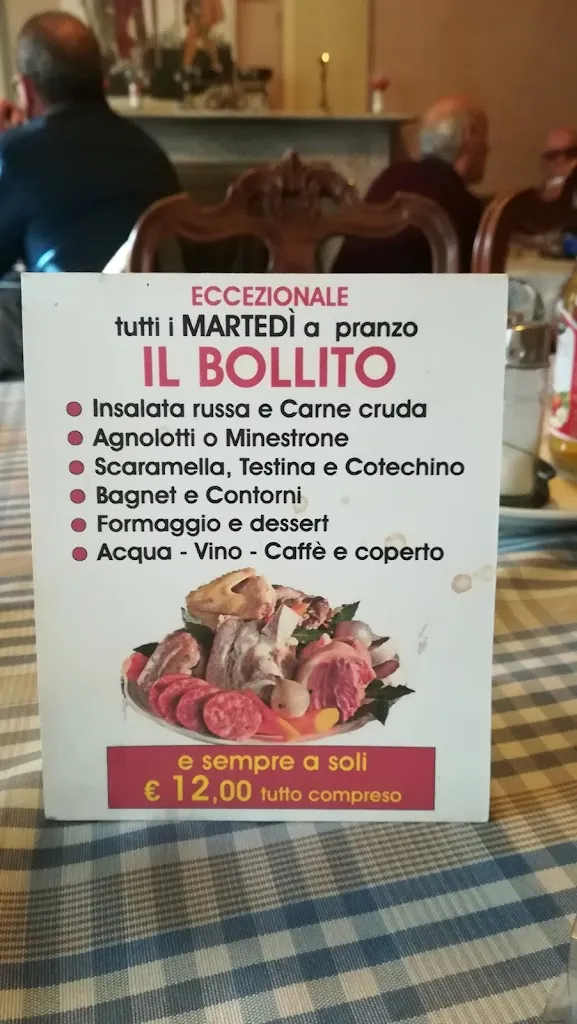 ECCEZIONALE
tutti i MARTEDÌ a pranzo
IL BOLLITO
Insalata russa e Carne cruda
Agnolotti o Minestrone
Scaramella, Testina e Cotechino
Bagnet e Contorni
Formaggio e dessert
Acqua - Vino - Caffè e coperto
e sempre a soli
€ 12,00 tutto compreso